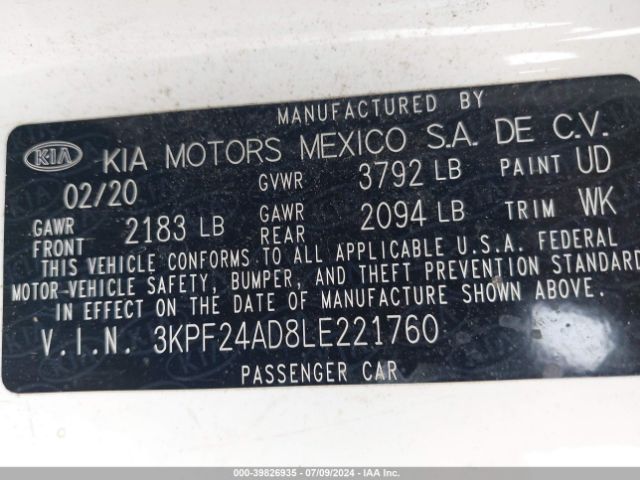 MANUFACTURED BY
KIA KIA MOTORS MEXICO S.A. DE C.V.
02/20 GVWR 3792 LB PAINT UD
GAWR FRONT 2183 LB GAWR REAR 2094 LB TRIM WK
THIS VEHICLE CONFORMS TO ALL APPLICABLE U.S.A. FEDERAL
MOTOR-VEHICLE SAFETY, BUMPER, AND THEFT PREVENTION STANDARD
IN EFFECT ON THE DATE OF MANUFACTURE SHOWN ABOVE.
V.I.N. 3KPF24AD8LE221760
PASSENGER CAR
000-39826935 - 07/09/2024 - IAAI.COM